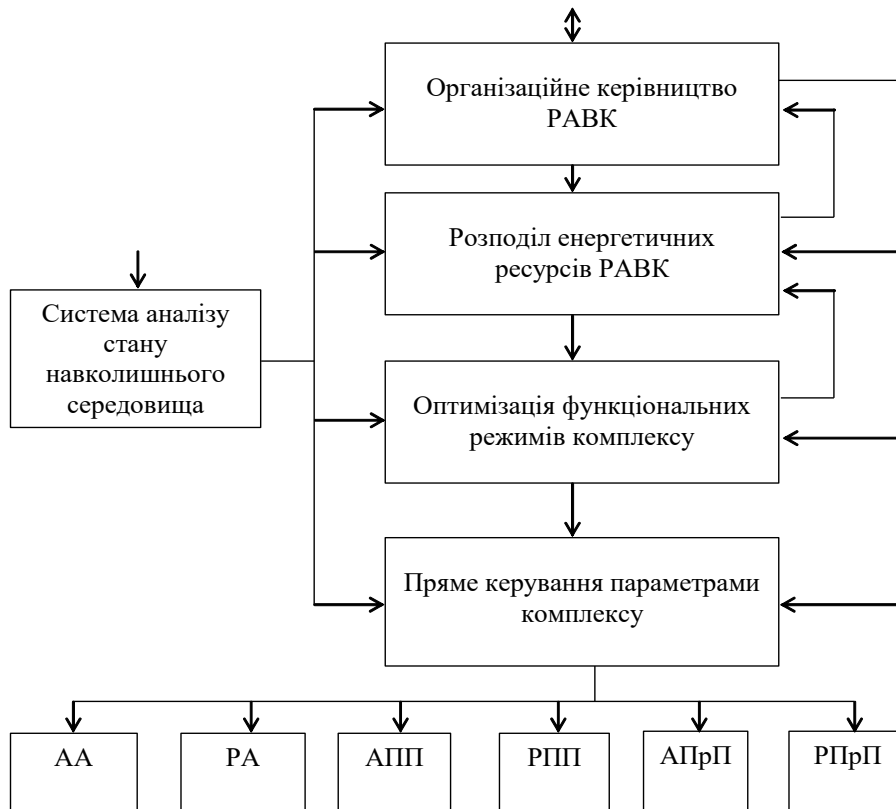 Організаційне керівництво
РАВК
Розподіл енергетичних
ресурсів РАВК
Система аналізу
стану
навколишнього
середовища
Оптимізація функціональних
режимів комплексу
Пряме керування параметрами
комплексу
АА
РА
АПП
РПП
АПрП
РПрП